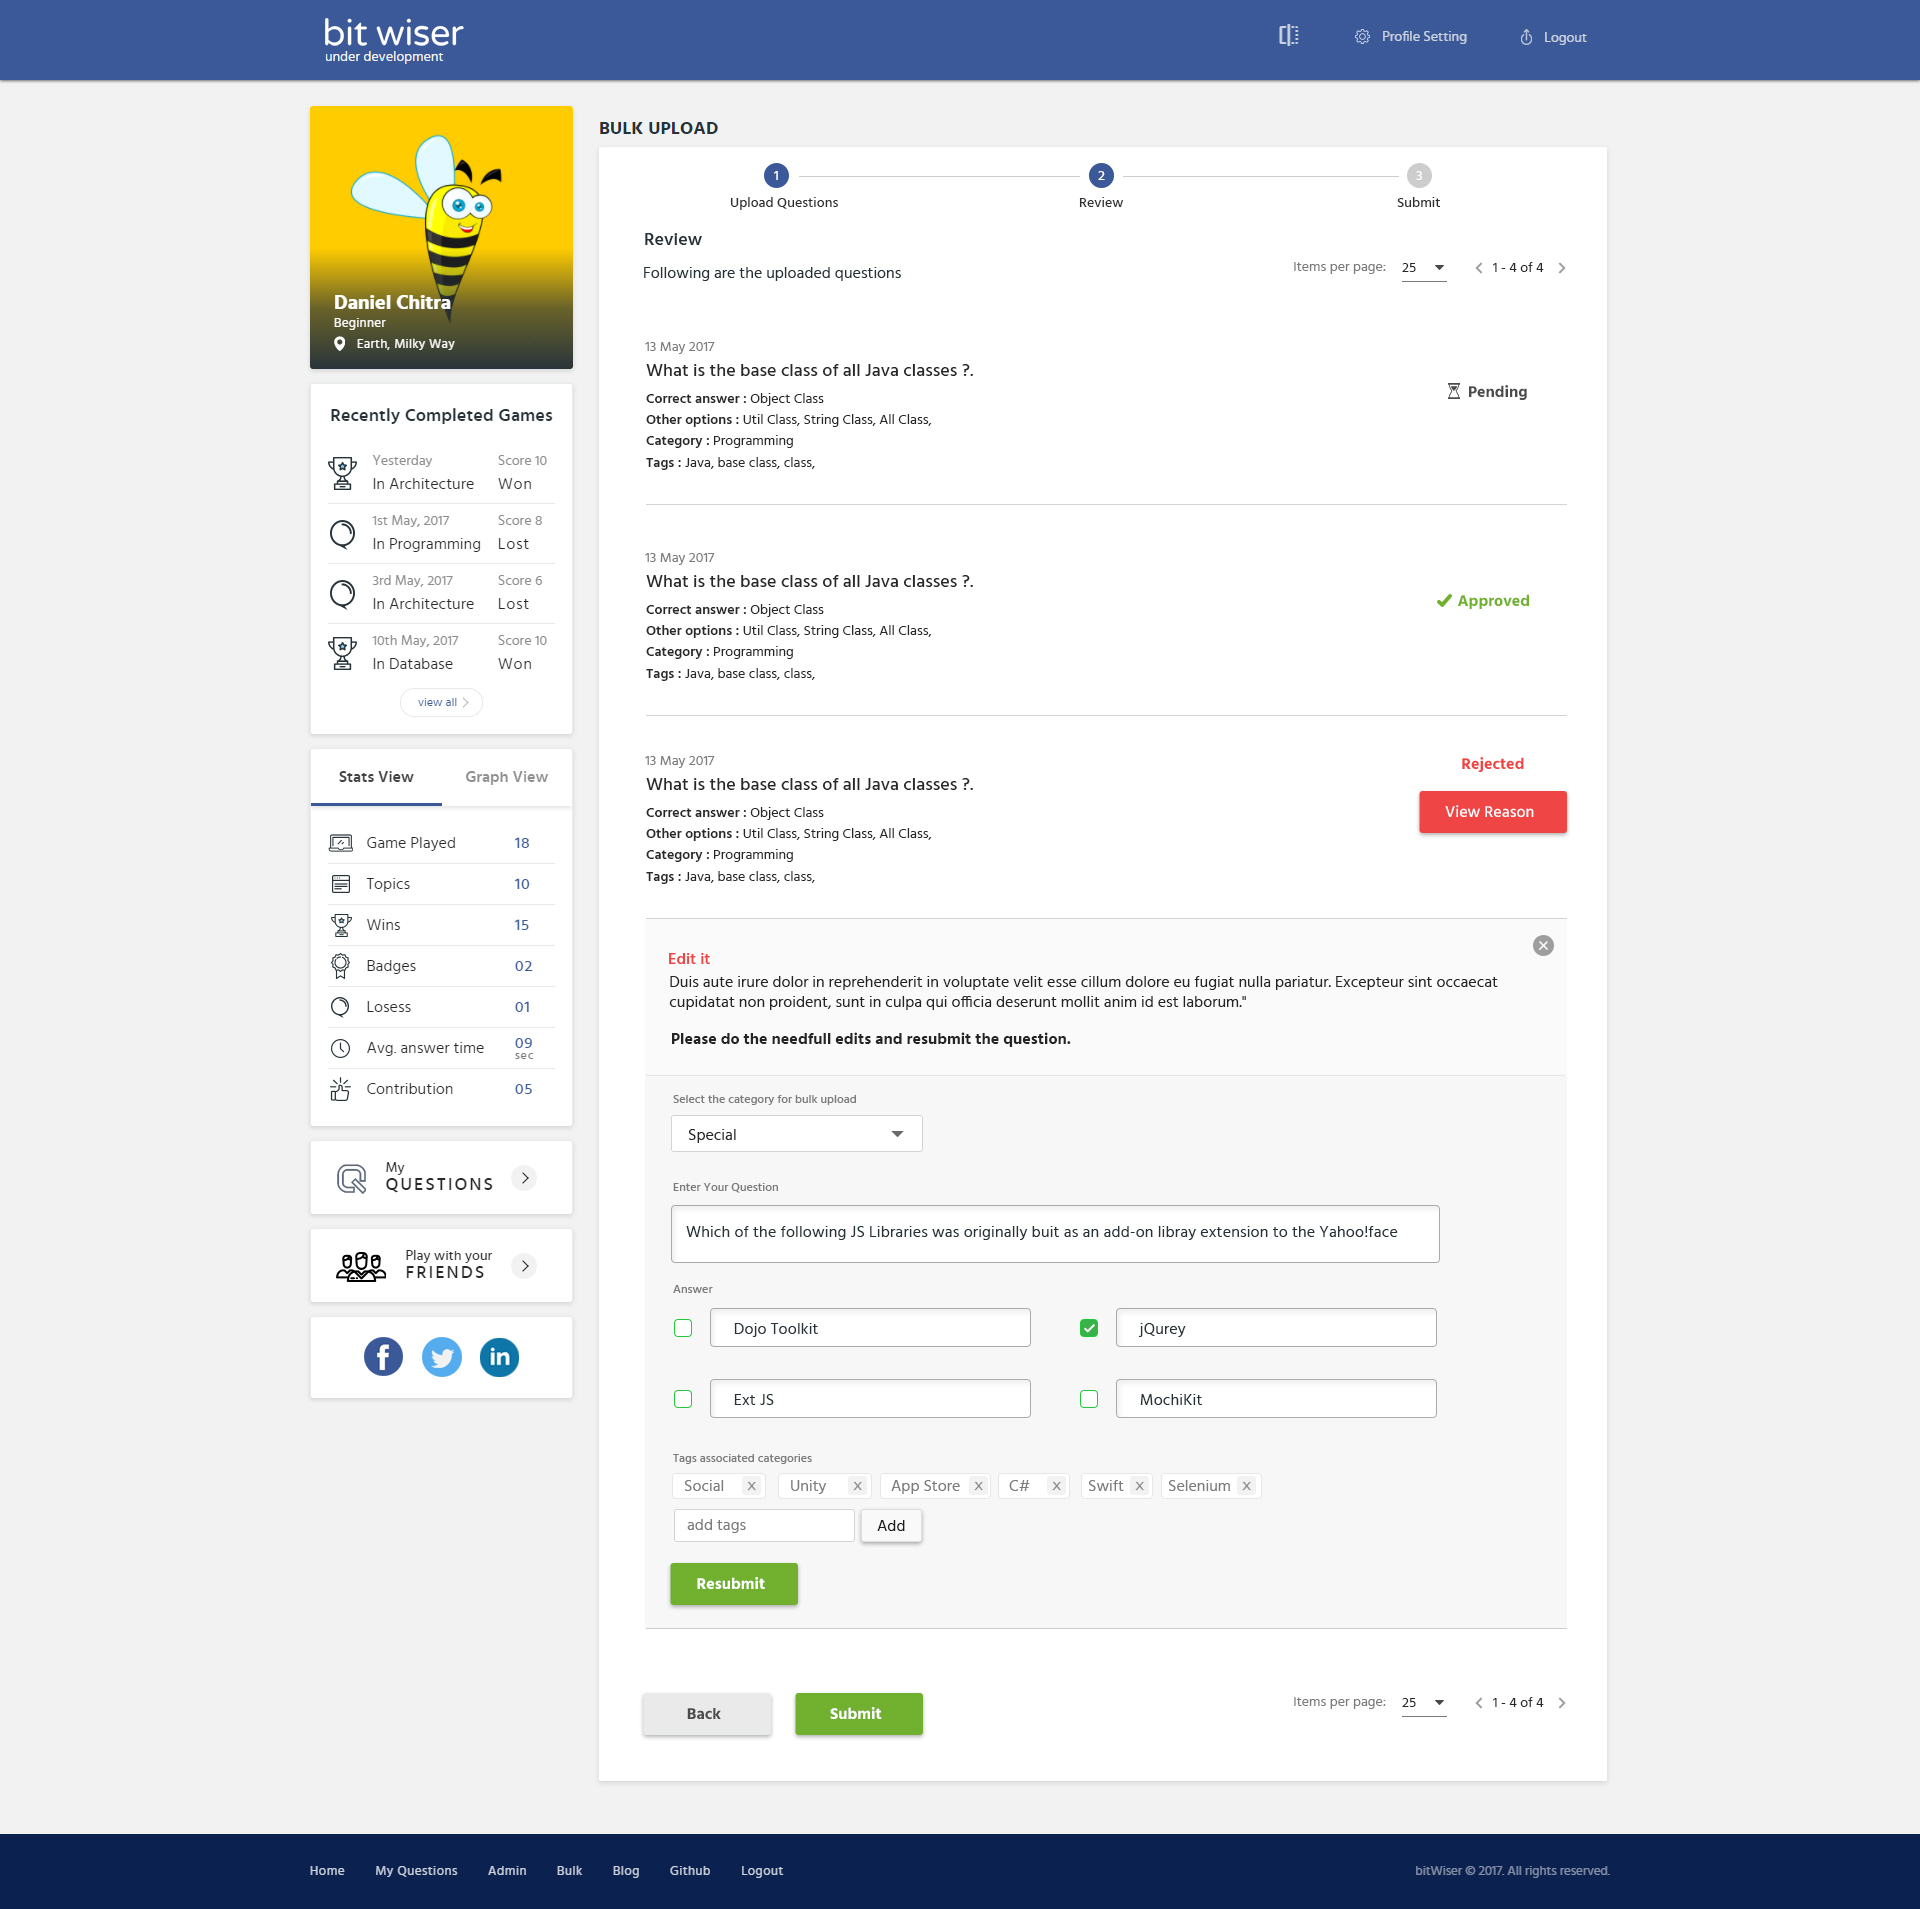 bit wiser
under development
Profile Setting
Logout
Daniel Chitra
Beginner
Earth, Milky Way
Recently Completed Games
Yesterday Score 10
In Architecture Won
1st May, 2017 Score 8
In Programming Lost
3rd May, 2017 Score 6
In Architecture Lost
10th May, 2017 Score 10
In Database Won
view all
Stats View Graph View
Game Played 18
Topics 10
Wins 15
Badges 02
Losess 01
Avg. answer time 09
sec
Contribution 05
My
QUESTIONS
Play with your
FRIENDS
f in
BULK UPLOAD
1 2 3
Upload Questions Review Submit
Review
Following are the uploaded questions
Items per page: 25 1 - 4 of 4
13 May 2017
What is the base class of all Java classes ?.
Correct answer : Object Class
Other options : Util Class, String Class, All Class,
Category : Programming
Tags : Java, base class, class,
Pending
13 May 2017
What is the base class of all Java classes ?.
Correct answer : Object Class
Other options : Util Class, String Class, All Class,
Category : Programming
Tags : Java, base class, class,
Approved
13 May 2017
What is the base class of all Java classes ?.
Correct answer : Object Class
Other options : Util Class, String Class, All Class,
Category : Programming
Tags : Java, base class, class,
Rejected
View Reason
Edit it
Duis aute irure dolor in reprehenderit in voluptate velit esse cillum dolore eu fugiat nulla pariatur. Excepteur sint occaecat
cupidatat non proident, sunt in culpa qui officia deserunt mollit anim id est laborum."
Please do the needfull edits and resubmit the question.
Select the category for bulk upload
Special
Enter Your Question
Which of the following JS Libraries was originally buit as an add-on libray extension to the Yahoo!face
Answer
Dojo Toolkit jQurey
Ext JS MochiKit
Tags associated categories
Social x Unity x App Store x C# x Swift x Selenium x
add tags Add
Resubmit
Back Submit
Items per page: 25 1 - 4 of 4
Home My Questions Admin Bulk Blog Github Logout
bitWiser © 2017. All rights reserved.